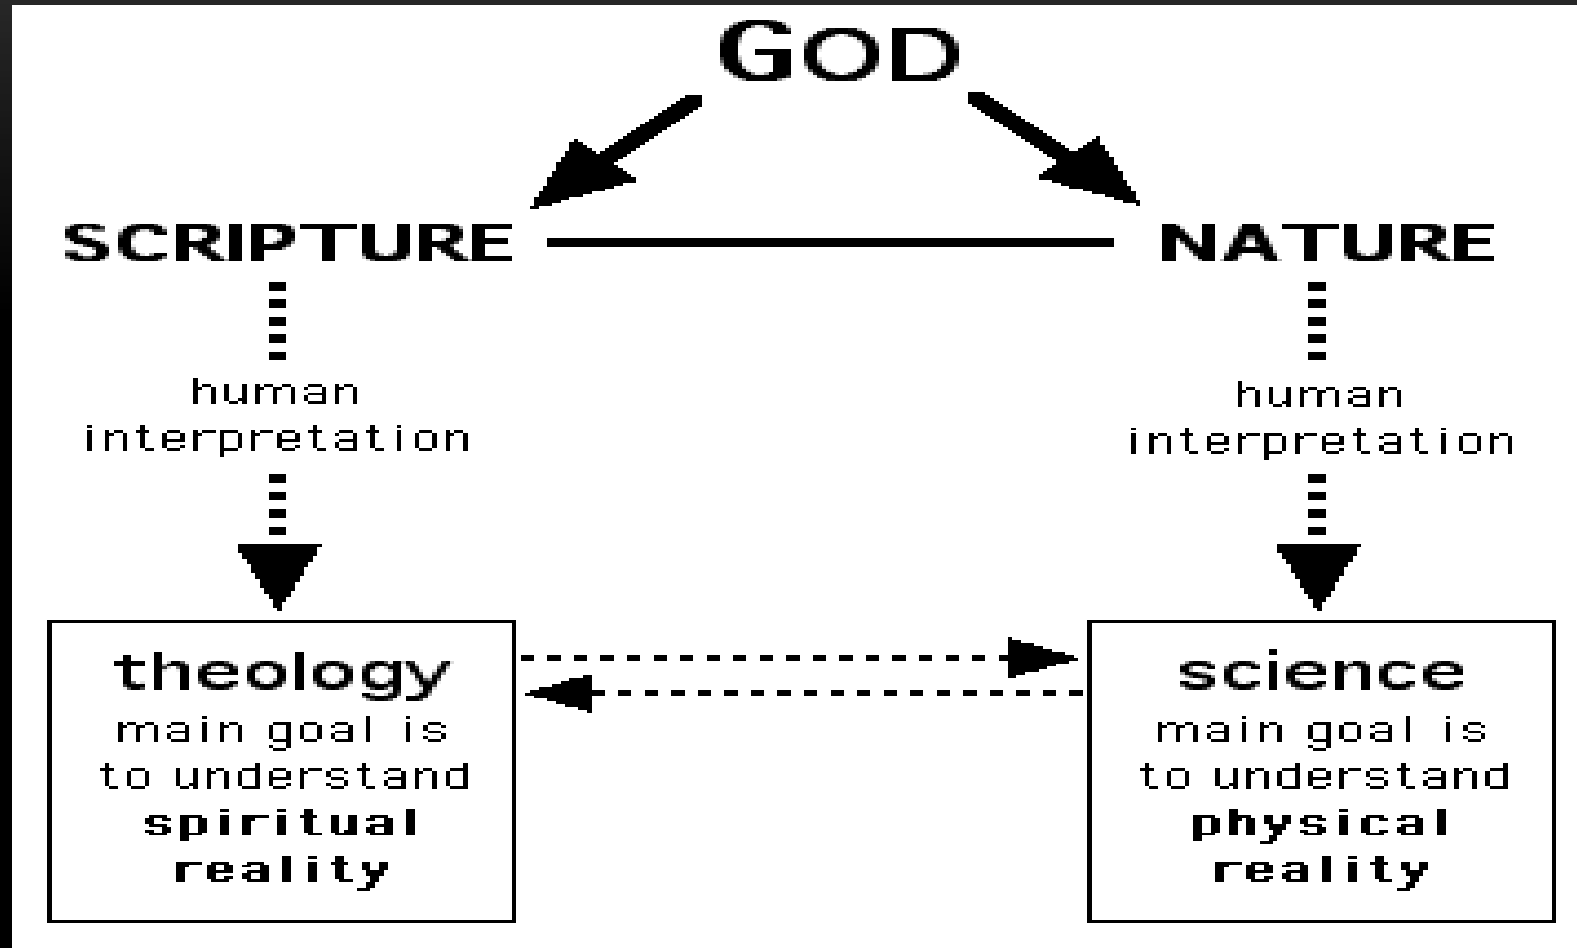 GOD
SCRIPTURE NATURE
human
interpretation
human
interpretation
theology
main goal is
to understand
spiritual
reality
science
main goal is
to understand
physical
reality